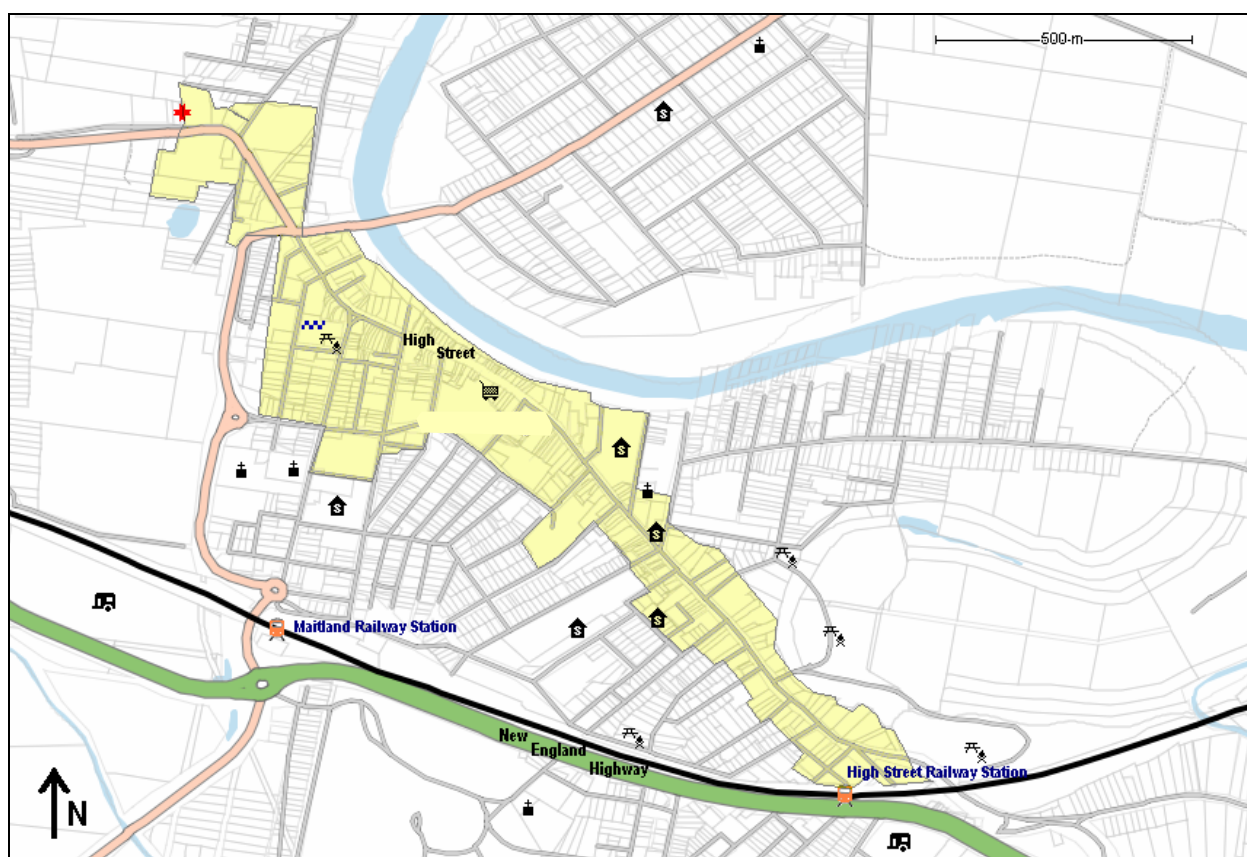 500 m
High
Street
Maitland Railway Station
New
England
Highway
High Street Railway Station
N
S
S
S
S
S
S